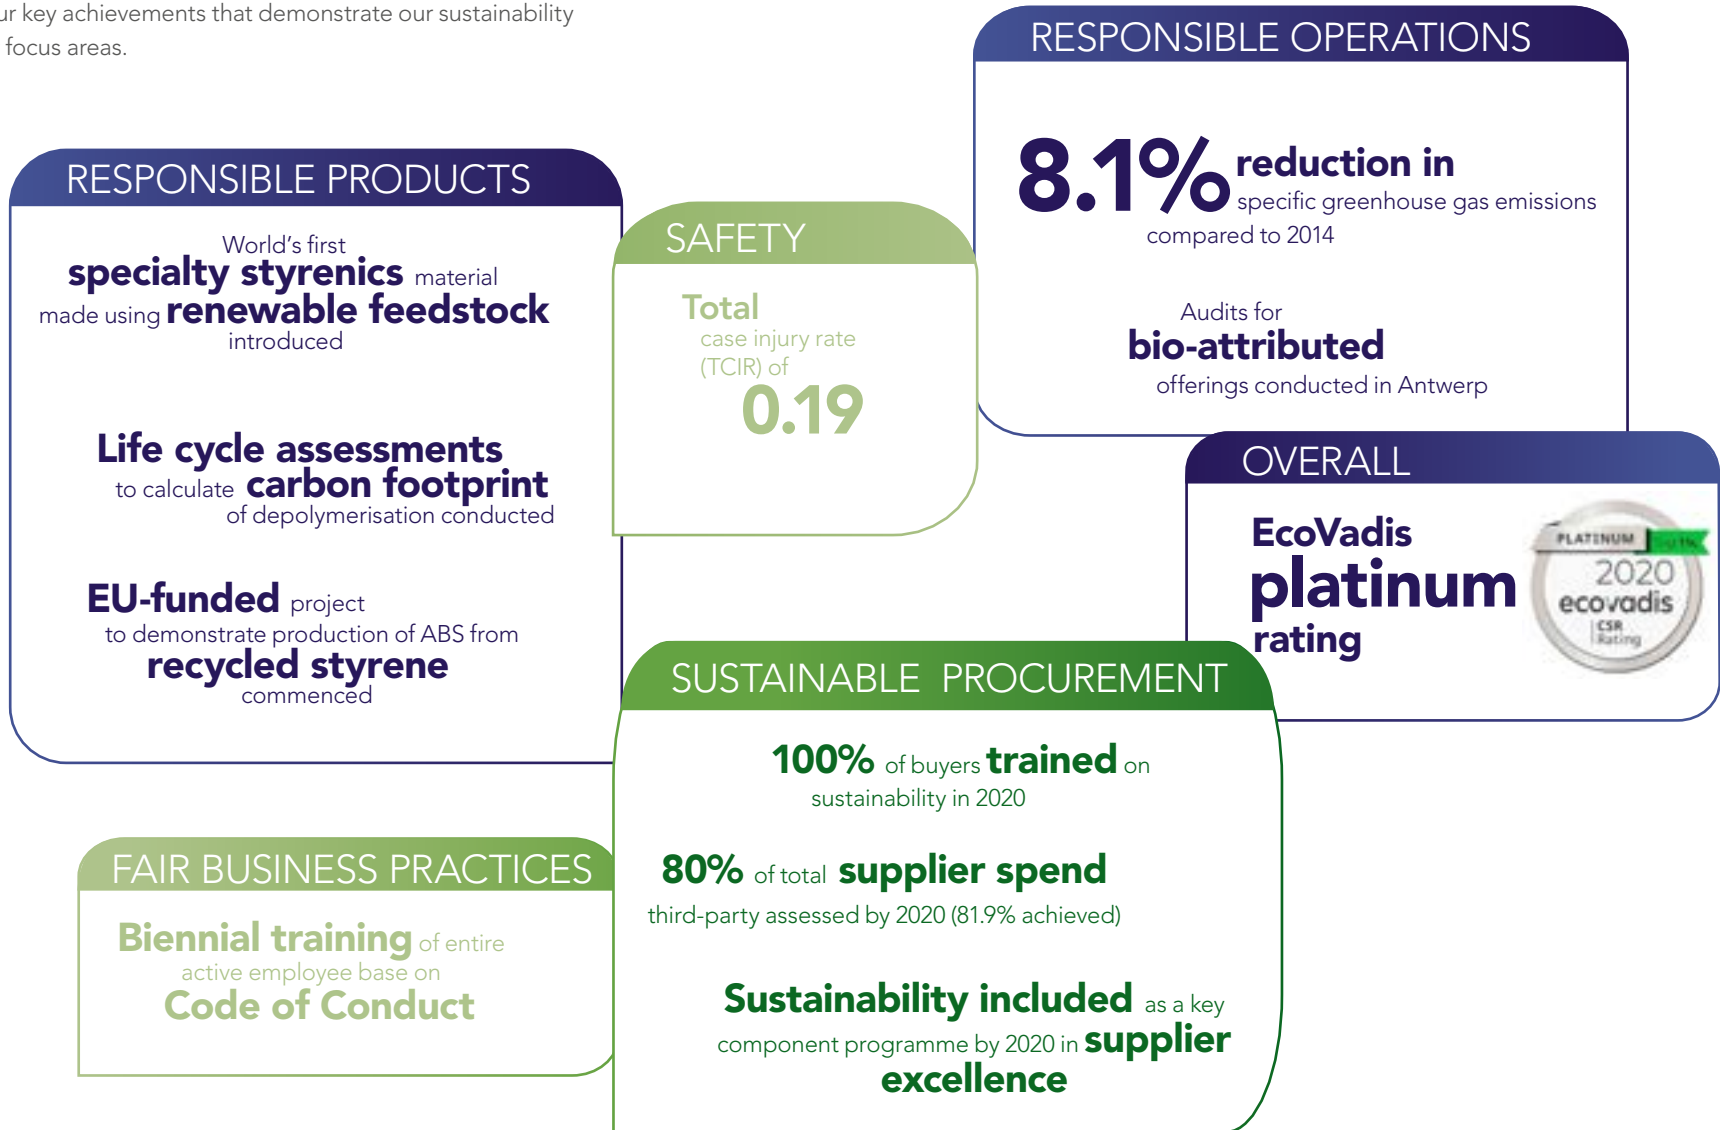 ur key achievements that demonstrate our sustainability
focus areas.
RESPONSIBLE PRODUCTS
World's first
specialty styrenics material
made using renewable feedstock
introduced
Life cycle assessments
to calculate carbon footprint
of depolymerisation conducted
EU-funded project
to demonstrate production of ABS from
recycled styrene
commenced
SAFETY
Total
case injury rate
(TCIR) of
0.19
RESPONSIBLE OPERATIONS
8.1% reduction in
specific greenhouse gas emissions
compared to 2014
Audits for
bio-attributed
offerings conducted in Antwerp
OVERALL
EcoVadis
platinum
rating
PLATINUM
2020
ecovadis
CSR
Rating
SUSTAINABLE PROCUREMENT
100% of buyers trained on
sustainability in 2020
80% of total supplier spend
third-party assessed by 2020 (81.9% achieved)
Sustainability included as a key
component programme by 2020 in supplier
excellence
FAIR BUSINESS PRACTICES
Biennial training of entire
active employee base on
Code of Conduct